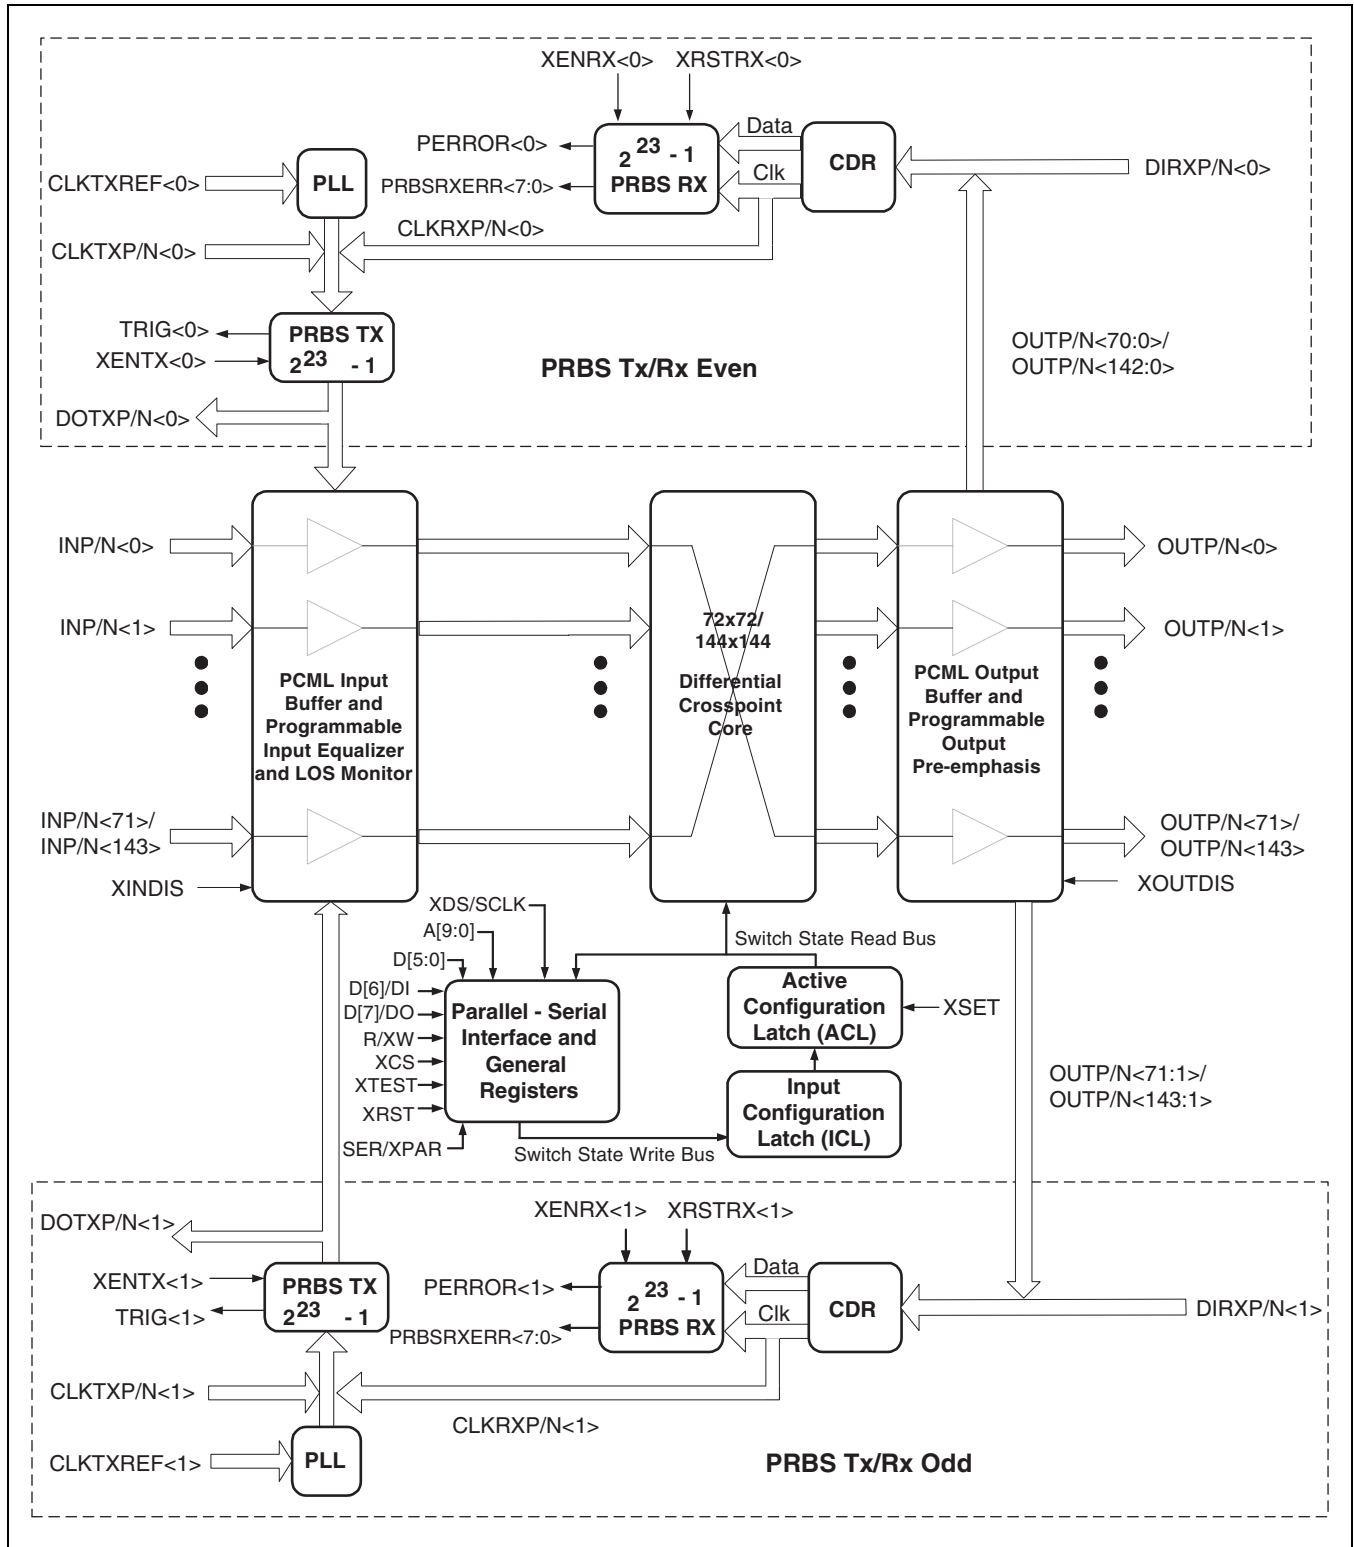 XENRX<0> XRSTRX<0>
PERROR<0>
2 23 - 1
PRBS RX
Data
Clk
CDR
DIRXP/N<0>
CLKTXREF<0>
PLL
PRBSRXERR<7:0>
CLKRXP/N<0>
CLKTXP/N<0>
TRIG<0>
XENTX<0>
PRBS TX
2 23 - 1
PRBS Tx/Rx Even
OUTP/N<70:0>/
OUTP/N<142:0>
DOTXP/N<0>
INP/N<0>
INP/N<1>
INP/N<71>/
INP/N<143>
XINDIS
PCML Input
Buffer and
Programmable
Input Equalizer
and LOS Monitor
72x72/
144x144
Differential
Crosspoint
Core
PCML Output
Buffer and
Programmable
Output
Pre-emphasis
OUTP/N<0>
OUTP/N<1>
OUTP/N<71>/
OUTP/N<143>
XOUTDIS
XDS/SCLK
A[9:0]
D[5:0]
D[6]/DI
D[7]/DO
R/XW
XCS
XTEST
XRST
SER/XPAR
Parallel - Serial
Interface and
General
Registers
Switch State Read Bus
Active
Configuration
Latch (ACL)
XSET
Input
Configuration
Latch (ICL)
Switch State Write Bus
OUTP/N<71:1>/
OUTP/N<143:1>
DOTXP/N<1>
XENTX<1>
TRIG<1>
PRBS TX
2 23 - 1
XENRX<1> XRSTRX<1>
PERROR<1>
PRBSRXERR<7:0>
2 23 - 1
PRBS RX
Data
Clk
CDR
DIRXP/N<1>
CLKTXP/N<1>
CLKRXP/N<1>
CLKTXREF<1>
PLL
PRBS Tx/Rx Odd